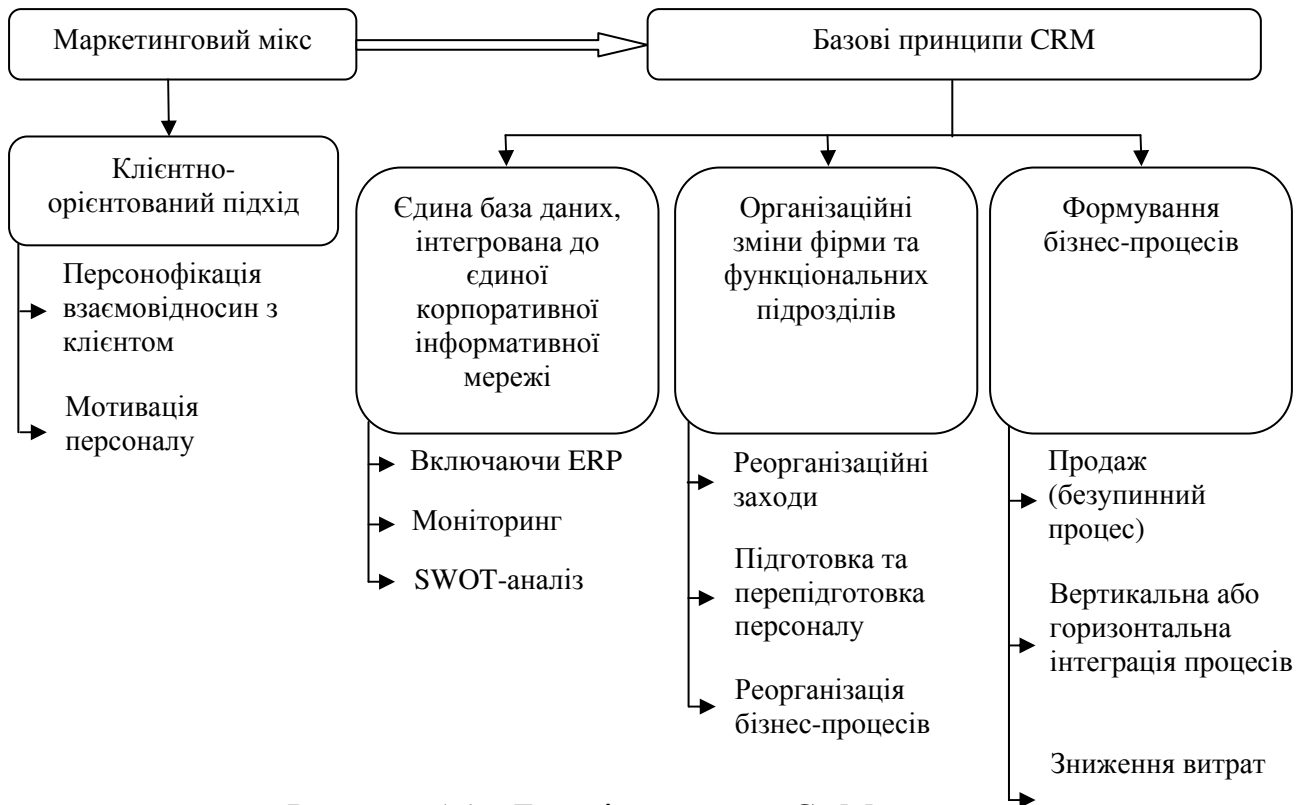 Маркетинговий мікс
Базові принципи CRM
Клієнтно-
орієнтований підхід
Персонофікація
взаємовідносин з
клієнтом
Мотивація
персоналу
Єдина база даних,
інтегрована до
єдиної
корпоративної
інформативної
мережі
Включаючи ERP
Моніторинг
SWOT-аналіз
Організаційні
зміни фірми та
функціональних
підрозділів
Реорганізаційні
заходи
Підготовка та
перепідготовка
персоналу
Реорганізація
бізнес-процесів
Формування
бізнес-процесів
Продаж
(безупинний
процес)
Вертикальна або
горизонтальна
інтеграція процесів
Зниження витрат